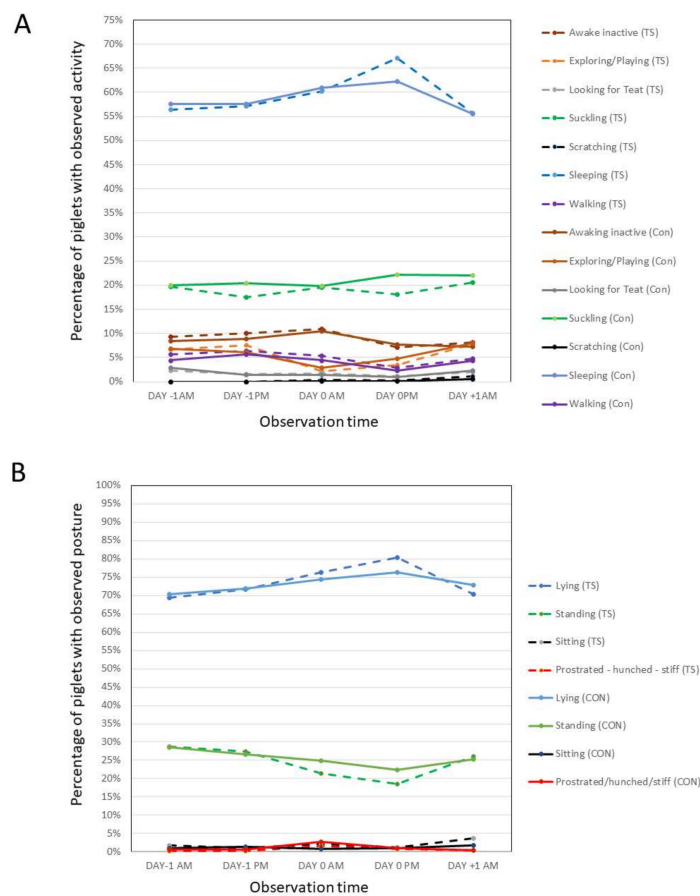 A
75%
70%
65%
60%
55%
50%
45%
40%
35%
30%
25%
20%
15%
10%
5%
0%
Percentage of piglets with observed activity
DAY -1AM
DAY -1PM
DAY 0 AM
DAY 0PM
DAY +1AM
Observation time
Awake inactive (TS)
Exploring/Playing (TS)
Looking for Teat (TS)
Suckling (TS)
Scratching (TS)
Sleeping (TS)
Walking (TS)
Awaking inactive (Con)
Exploring/Playing (Con)
Looking for Teat (Con)
Suckling (Con)
Scratching (Con)
Sleeping (Con)
Walking (Con)
B
100%
95%
90%
85%
80%
75%
70%
65%
60%
55%
50%
45%
40%
35%
30%
25%
20%
15%
10%
5%
0%
Percentage of piglets with observed posture
DAY-1 AM
DAY-1 PM
DAY 0 AM
DAY 0 PM
DAY +1 AM
Observation time
Lying (TS)
Standing (TS)
Sitting (TS)
Prostrated - hunched - stiff (TS)
Lying (CON)
Standing (CON)
Sitting (CON)
Prostrated/hunched/stiff (CON)